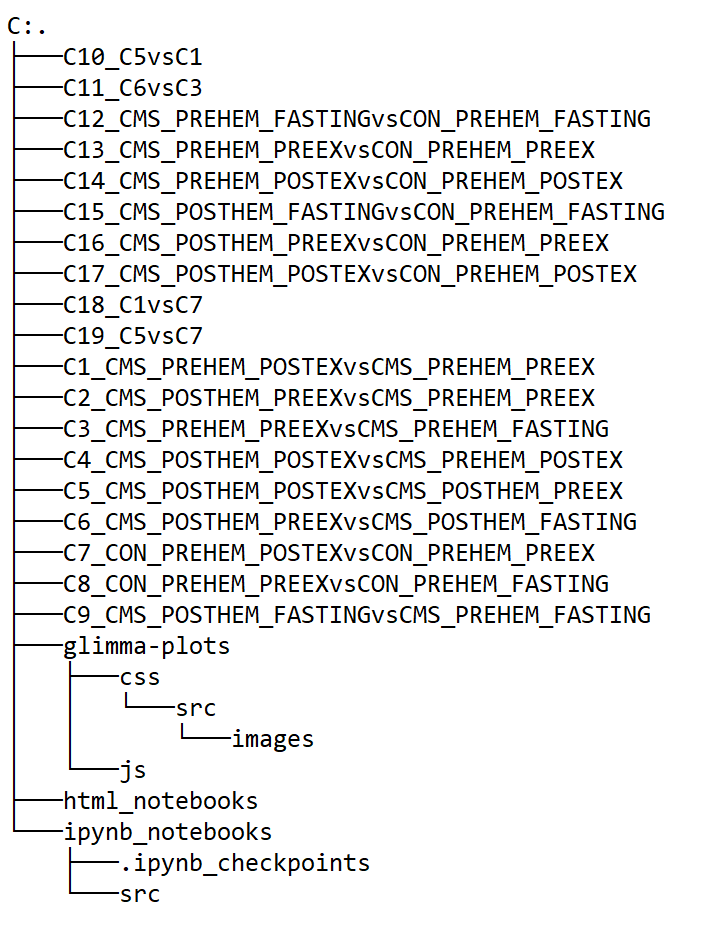 C:.
├───C10_C5vsC1
├───C11_C6vsC3
├───C12_CMS_PREHEM_FASTINGvsCON_PREHEM_FASTING
├───C13_CMS_PREHEM_PREEXvsCON_PREHEM_PREEX
├───C14_CMS_PREHEM_POSTEXvsCON_PREHEM_POSTEX
├───C15_CMS_POSTHEM_FASTINGvsCON_PREHEM_FASTING
├───C16_CMS_POSTHEM_PREEXvsCON_PREHEM_PREEX
├───C17_CMS_POSTHEM_POSTEXvsCON_PREHEM_POSTEX
├───C18_C1vsC7
├───C19_C5vsC7
├───C1_CMS_PREHEM_POSTEXvsCMS_PREHEM_PREEX
├───C2_CMS_POSTHEM_PREEXvsCMS_PREHEM_PREEX
├───C3_CMS_PREHEM_PREEXvsCMS_PREHEM_FASTING
├───C4_CMS_POSTHEM_POSTEXvsCMS_PREHEM_POSTEX
├───C5_CMS_POSTHEM_POSTEXvsCMS_POSTHEM_PREEX
├───C6_CMS_POSTHEM_PREEXvsCMS_POSTHEM_FASTING
├───C7_CON_PREHEM_POSTEXvsCON_PREHEM_PREEX
├───C8_CON_PREHEM_PREEXvsCON_PREHEM_FASTING
├───C9_CMS_POSTHEM_FASTINGvsCMS_PREHEM_FASTING
├───glimma-plots
│   ├───css
│   │   └───src
│   │       └───images
│   └───js
├───html_notebooks
└───ipynb_notebooks
    ├───.ipynb_checkpoints
    └───src